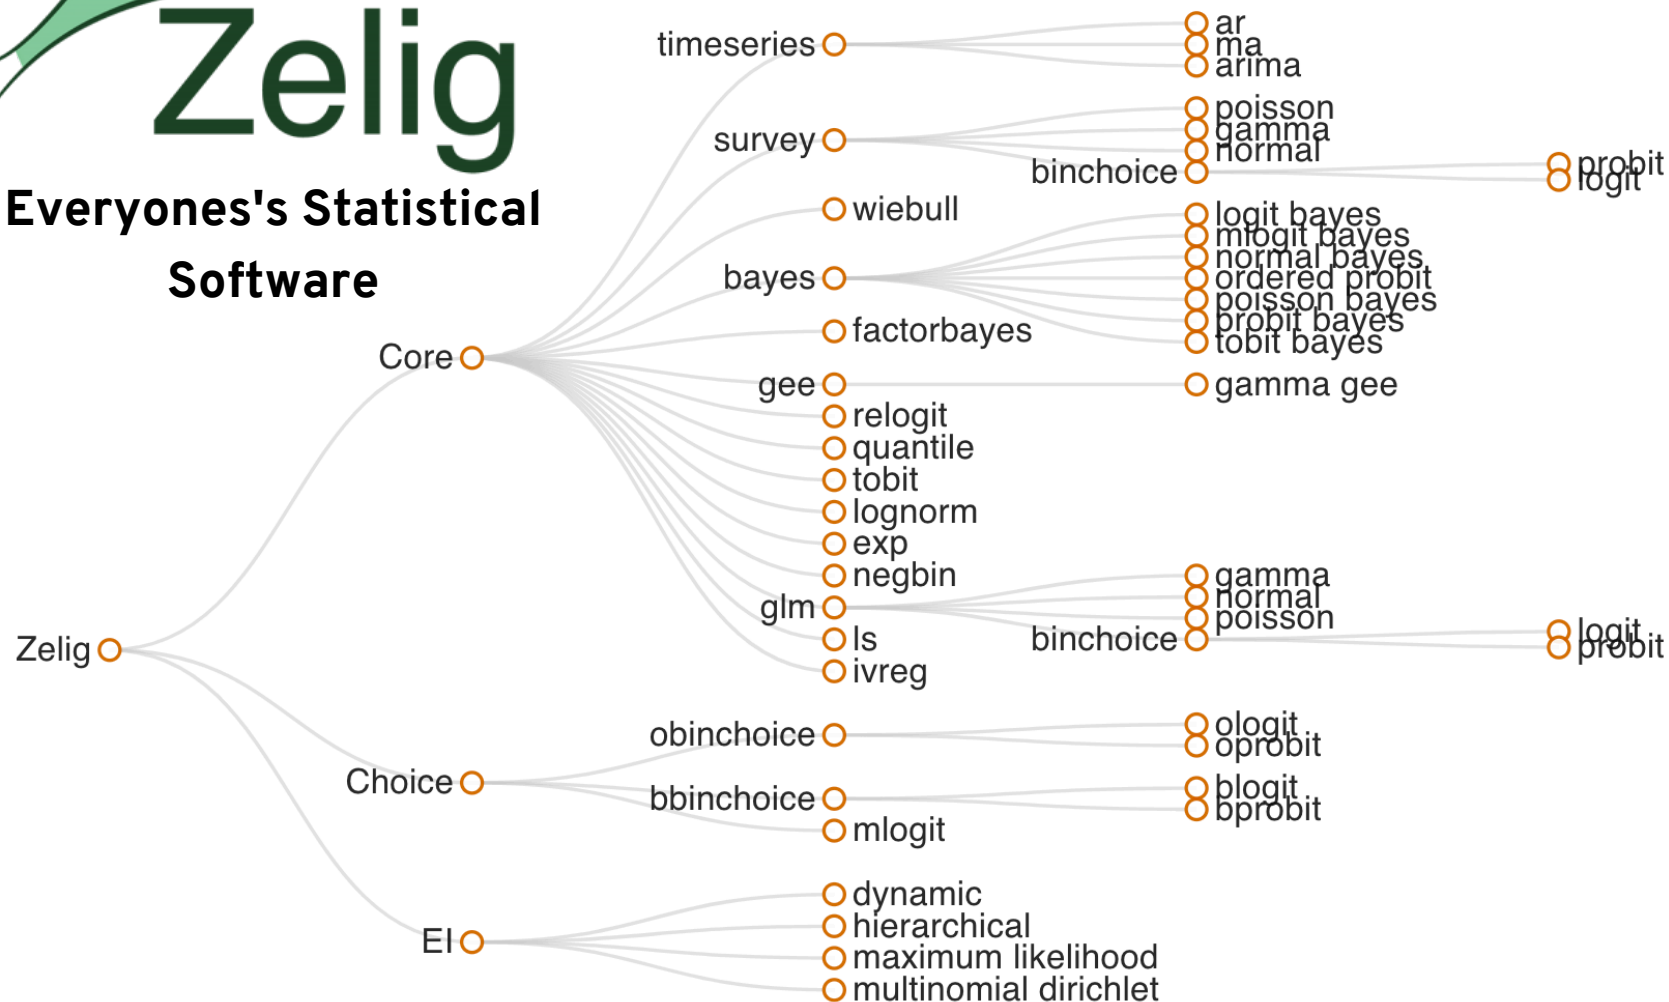 Zelig
Everyones's Statistical
Software
Zelig
Core
timeseries
ar
ma
arima
survey
poisson
gamma
normal
binchoice
probit
logit
wiebull
bayes
logit bayes
mlogit bayes
normal bayes
ordered probit
poisson bayes
probit bayes
tobit bayes
factorbayes
gee
gamma gee
relogit
quantile
tobit
lognorm
exp
negbin
glm
gamma
normal
poisson
binchoice
logit
probit
ls
ivreg
Choice
obinchoice
ologit
oprobit
bbinchoice
blogit
bprobit
mlogit
EI
dynamic
hierarchical
maximum likelihood
multinomial dirichlet